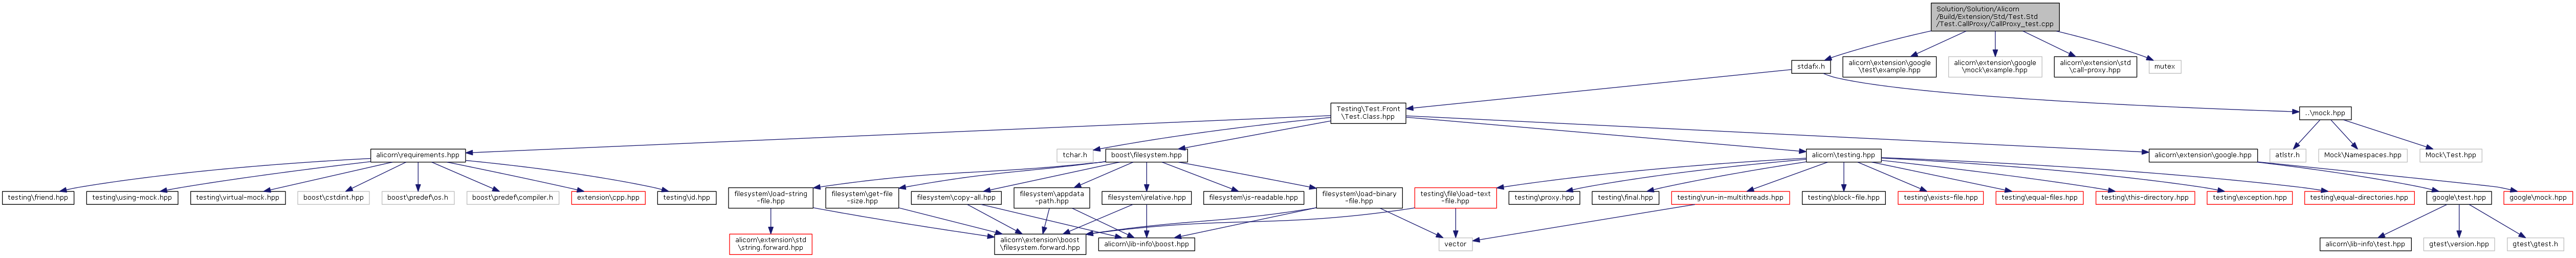 Solution/Solution/Alicorn
/Build/Extension/Std/Test.Std
/Test.CallProxy/CallProxy_test.cpp
stdafx.h
alicorn\extension\google
\test\example.hpp
alicorn\extension\google
\mock\example.hpp
alicorn\extension\std
\call-proxy.hpp
mutex
Testing\Test.Front
\Test.Class.hpp
..\mock.hpp
alicorn\requirements.hpp
tchar.h
boost\filesystem.hpp
alicorn\testing.hpp
alicorn\extension\google.hpp
atlstr.h
Mock\Namespaces.hpp
Mock\Test.hpp
testing\friend.hpp
testing\using-mock.hpp
testing\virtual-mock.hpp
boost\cstdint.hpp
boost\predef\os.h
boost\predef\compiler.h
extension\cpp.hpp
testing\id.hpp
filesystem\load-string
-file.hpp
filesystem\get-file
-size.hpp
filesystem\copy-all.hpp
filesystem\appdata
-path.hpp
filesystem\relative.hpp
filesystem\is-readable.hpp
filesystem\load-binary
-file.hpp
testing\file\load-text
-file.hpp
testing\proxy.hpp
testing\final.hpp
testing\run-in-multithreads.hpp
testing\block-file.hpp
testing\exists-file.hpp
testing\equal-files.hpp
testing\this-directory.hpp
testing\exception.hpp
testing\equal-directories.hpp
google\test.hpp
google\mock.hpp
alicorn\extension\std
\string.forward.hpp
alicorn\extension\boost
\filesystem.forward.hpp
alicorn\lib-info\boost.hpp
vector
alicorn\lib-info\test.hpp
gtest\version.hpp
gtest\gtest.h